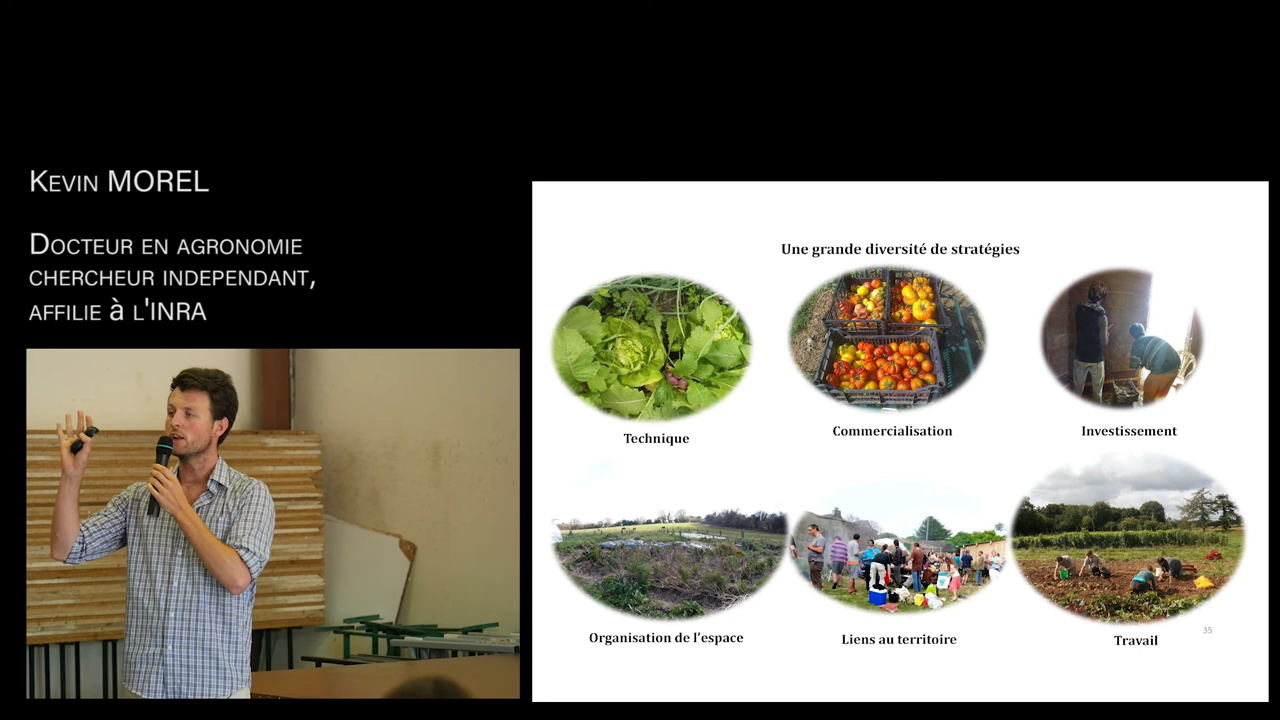 Kevin MOREL
Docteur en agronomie
chercheur independant,
affilie à l'INRA
Une grande diversité de stratégies
Technique
Commercialisation
Investissement
Organisation de l'espace
Liens au territoire
Travail
35